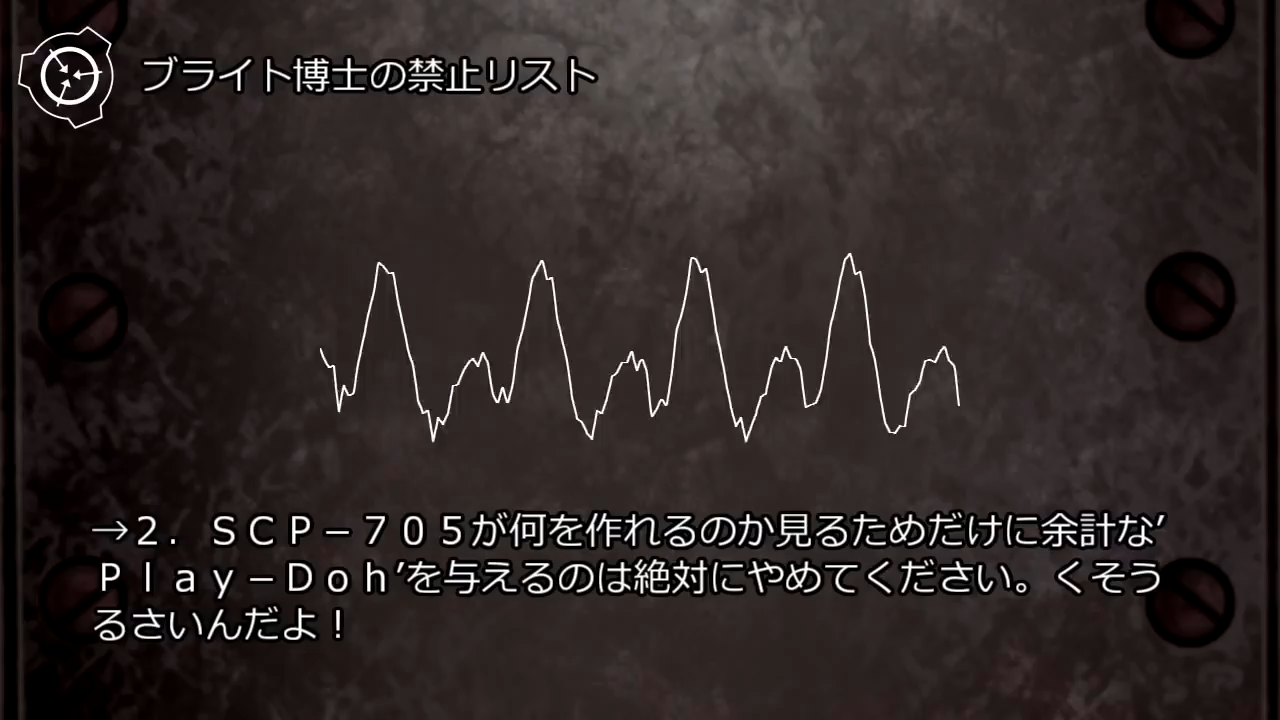 ブライト博士の禁止リスト
→２．ＳＣＰ－７０５が何を作れるのか見るためだけに余計な’
Ｐｌａｙ－Ｄｏｈ’を与えるのは絶対にやめてください。くそう
るさいんだよ！